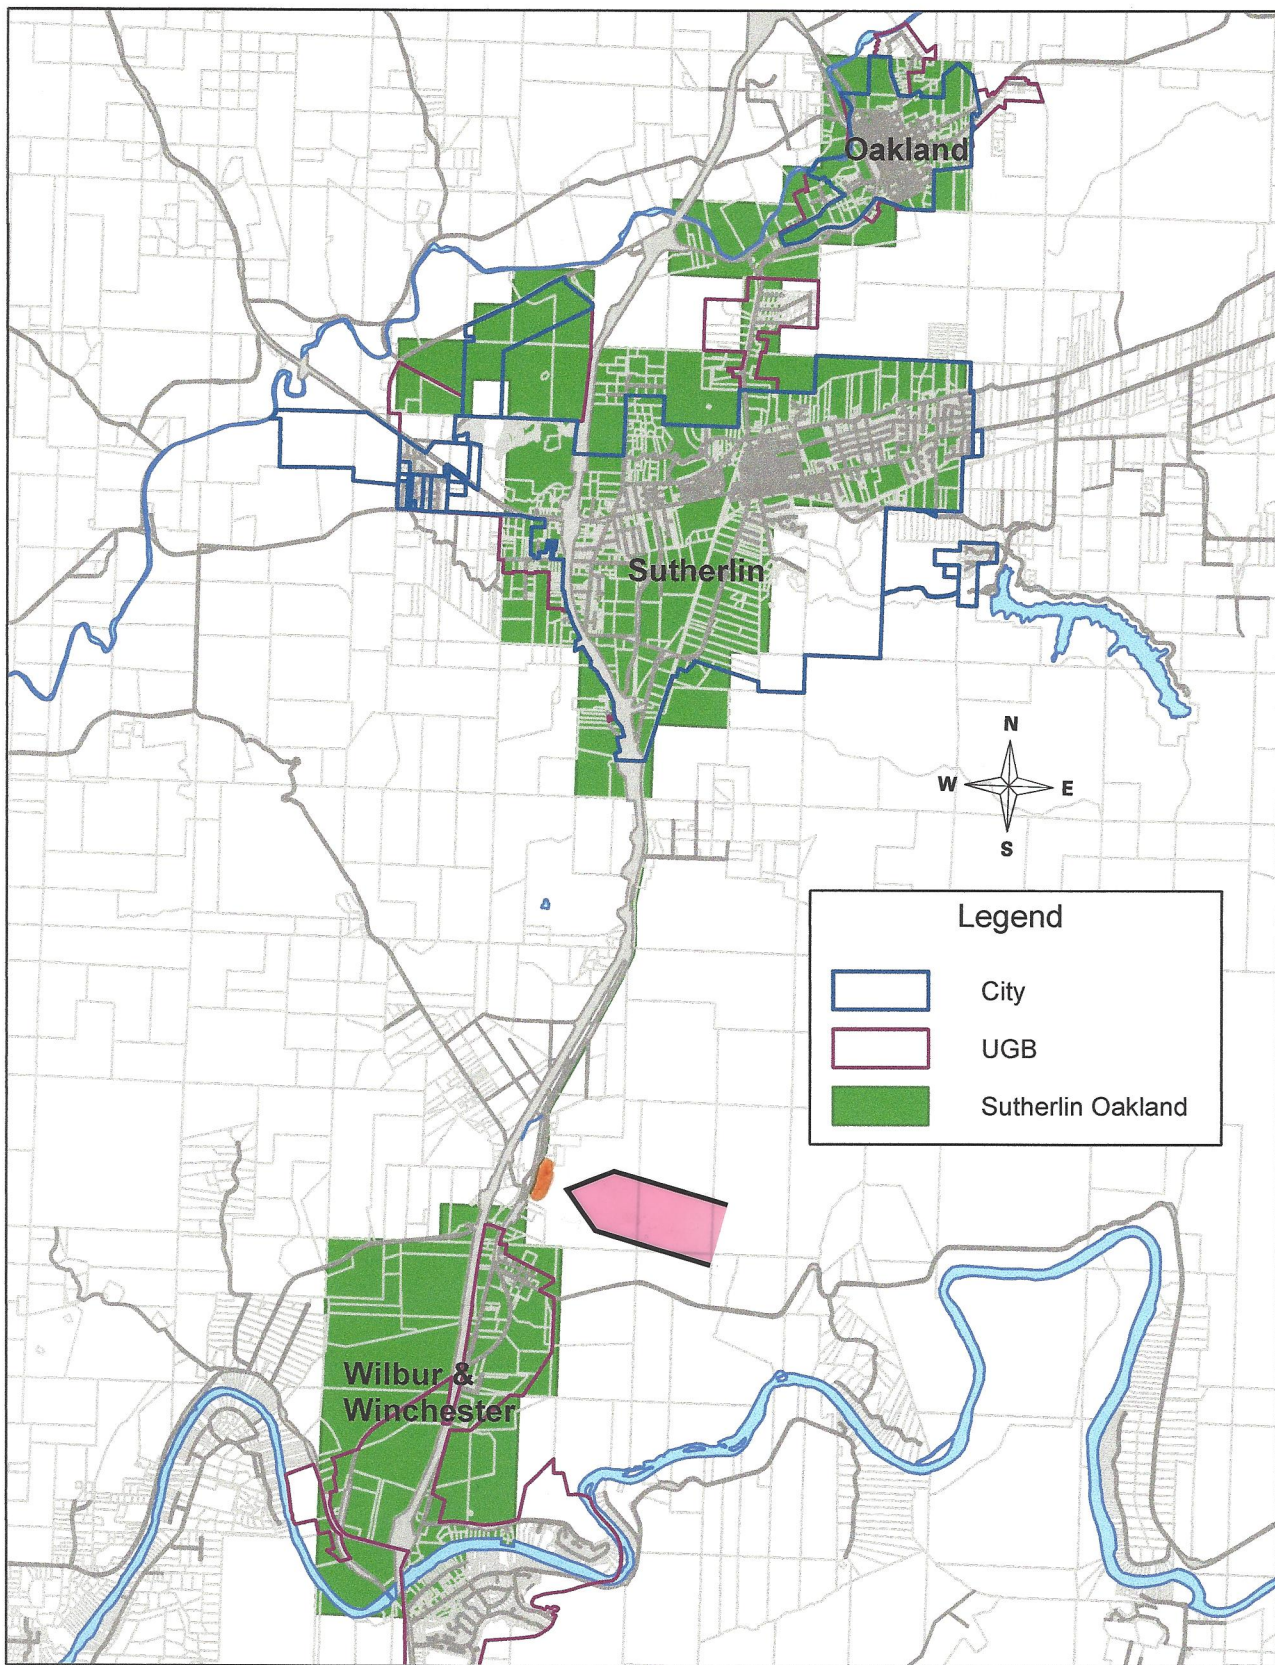 Oakland
Sutherlin
N
W E
S
Legend
City
UGB
Sutherlin Oakland
Wilbur &
Winchester